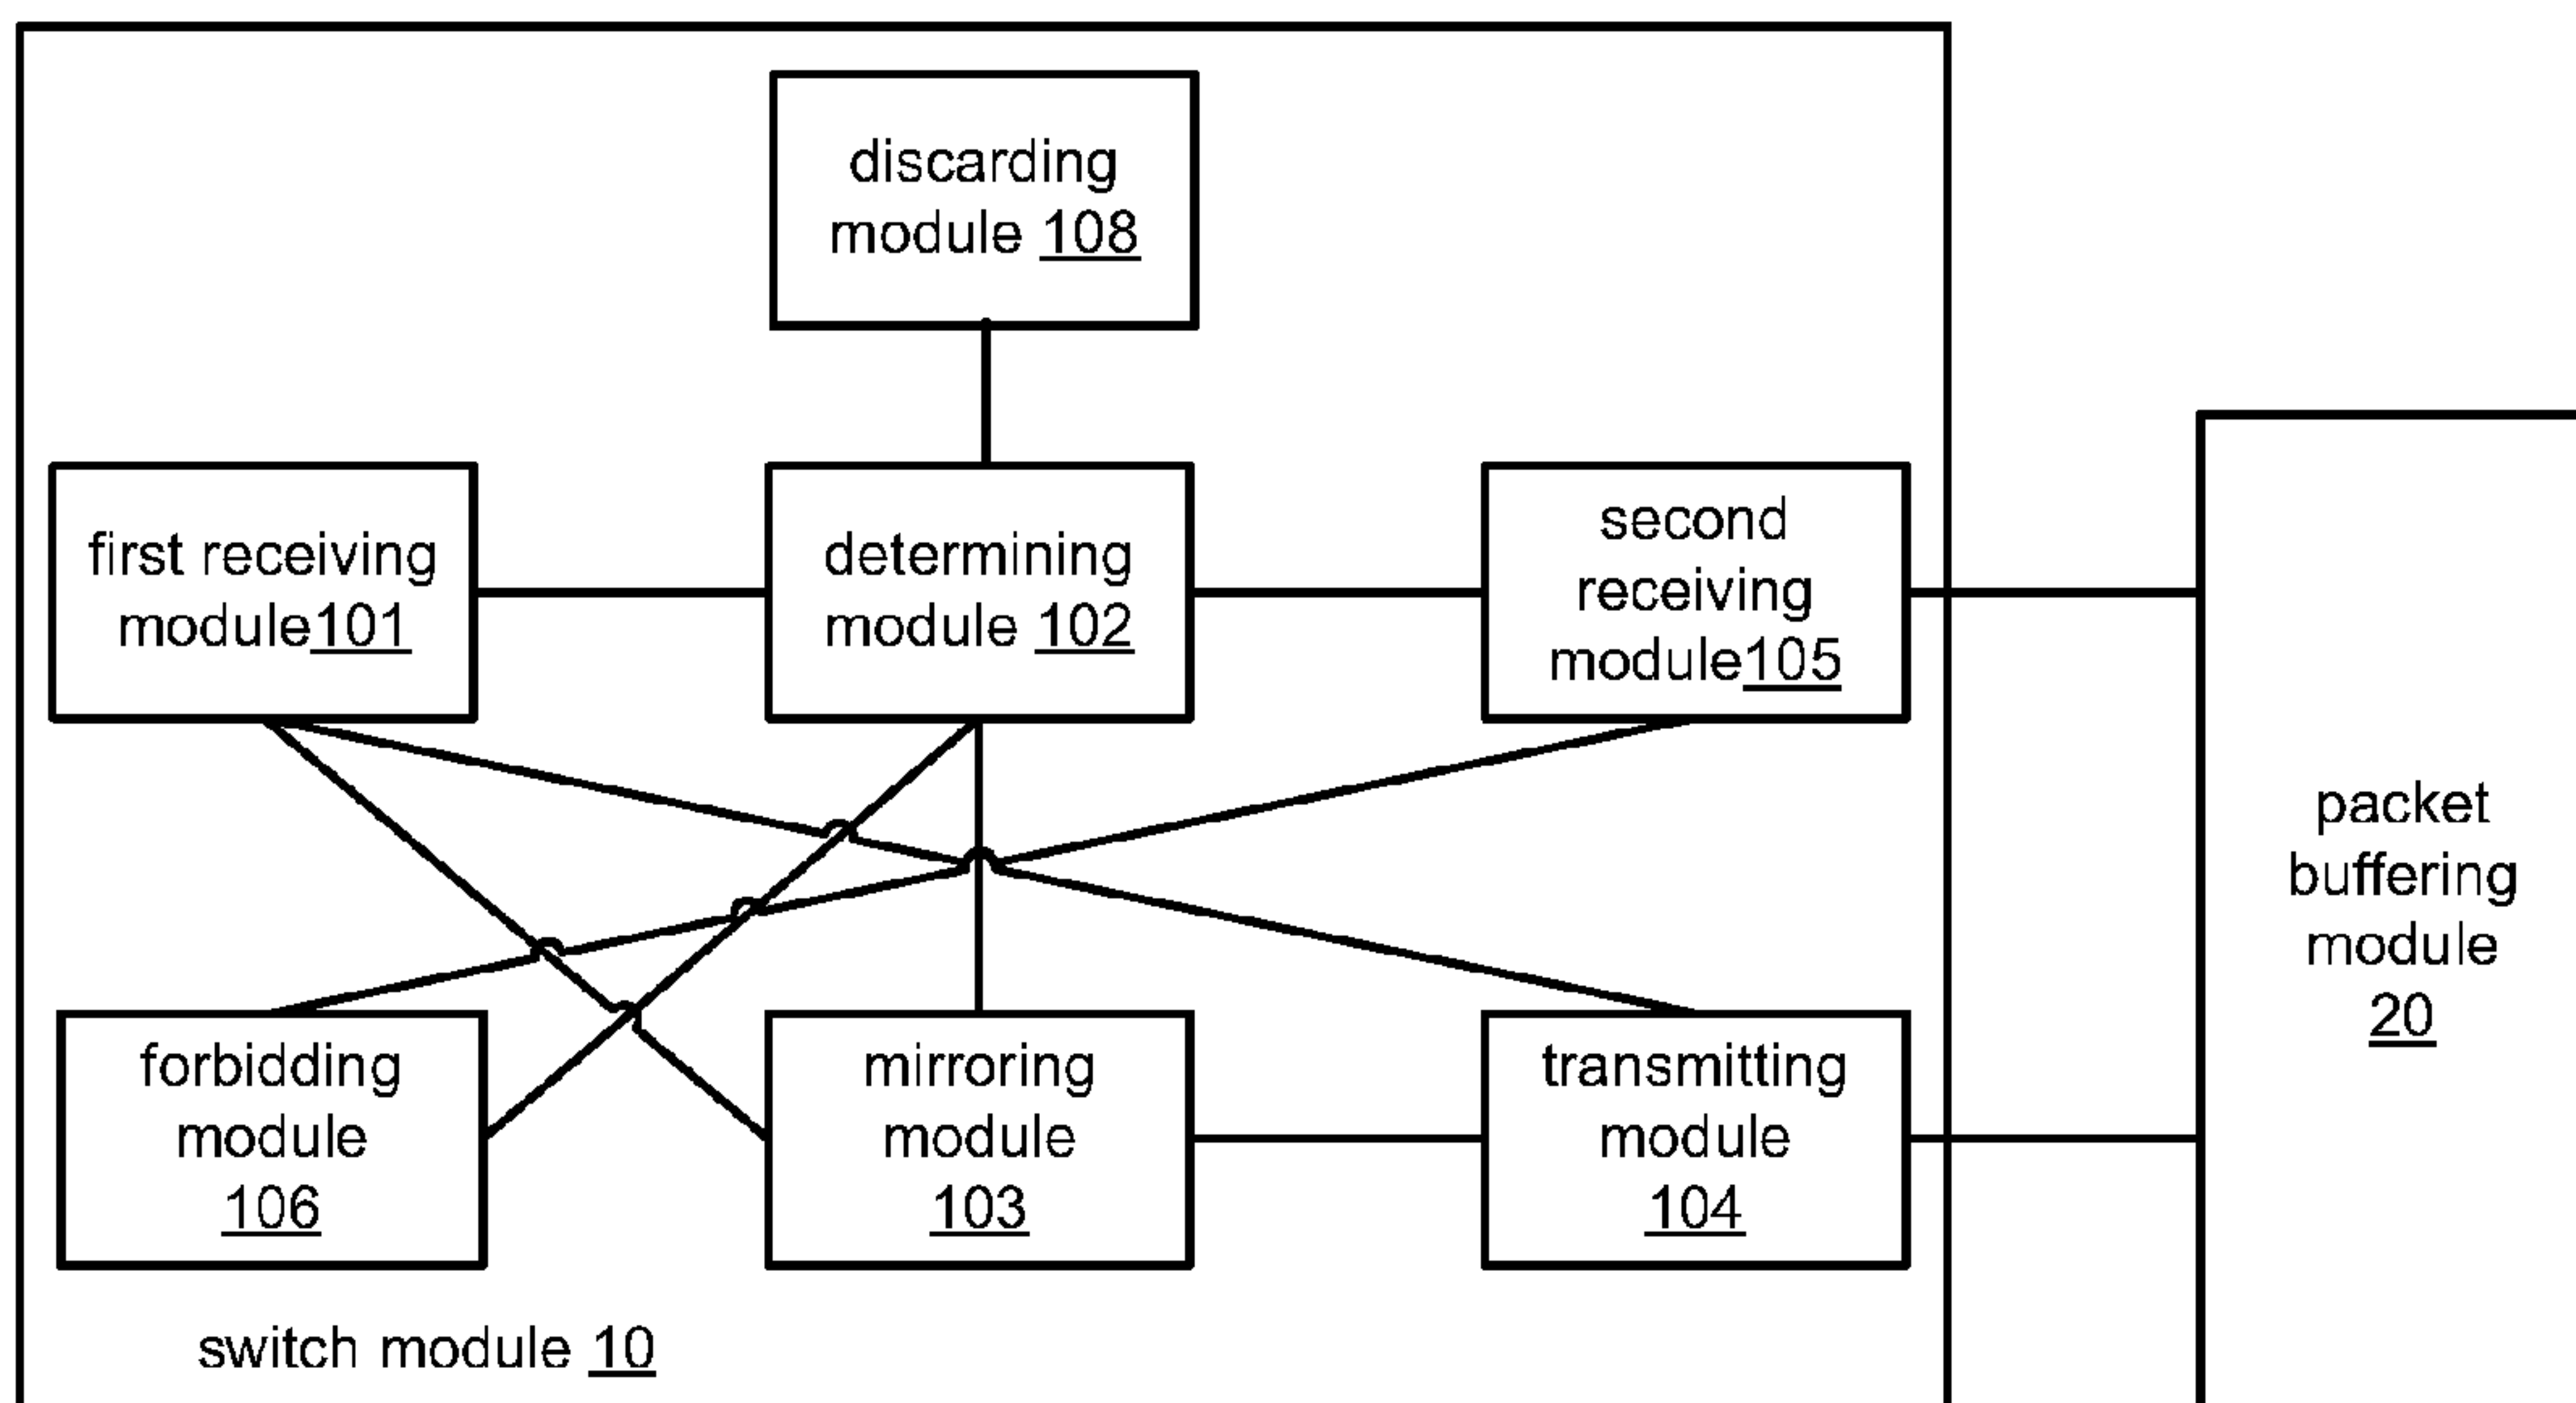 discarding
module 108
first receiving
module101
determining
module 102
second
receiving
module105
packet
buffering
module
20
forbidding
module
106
mirroring
module
103
transmitting
module
104
switch module 10